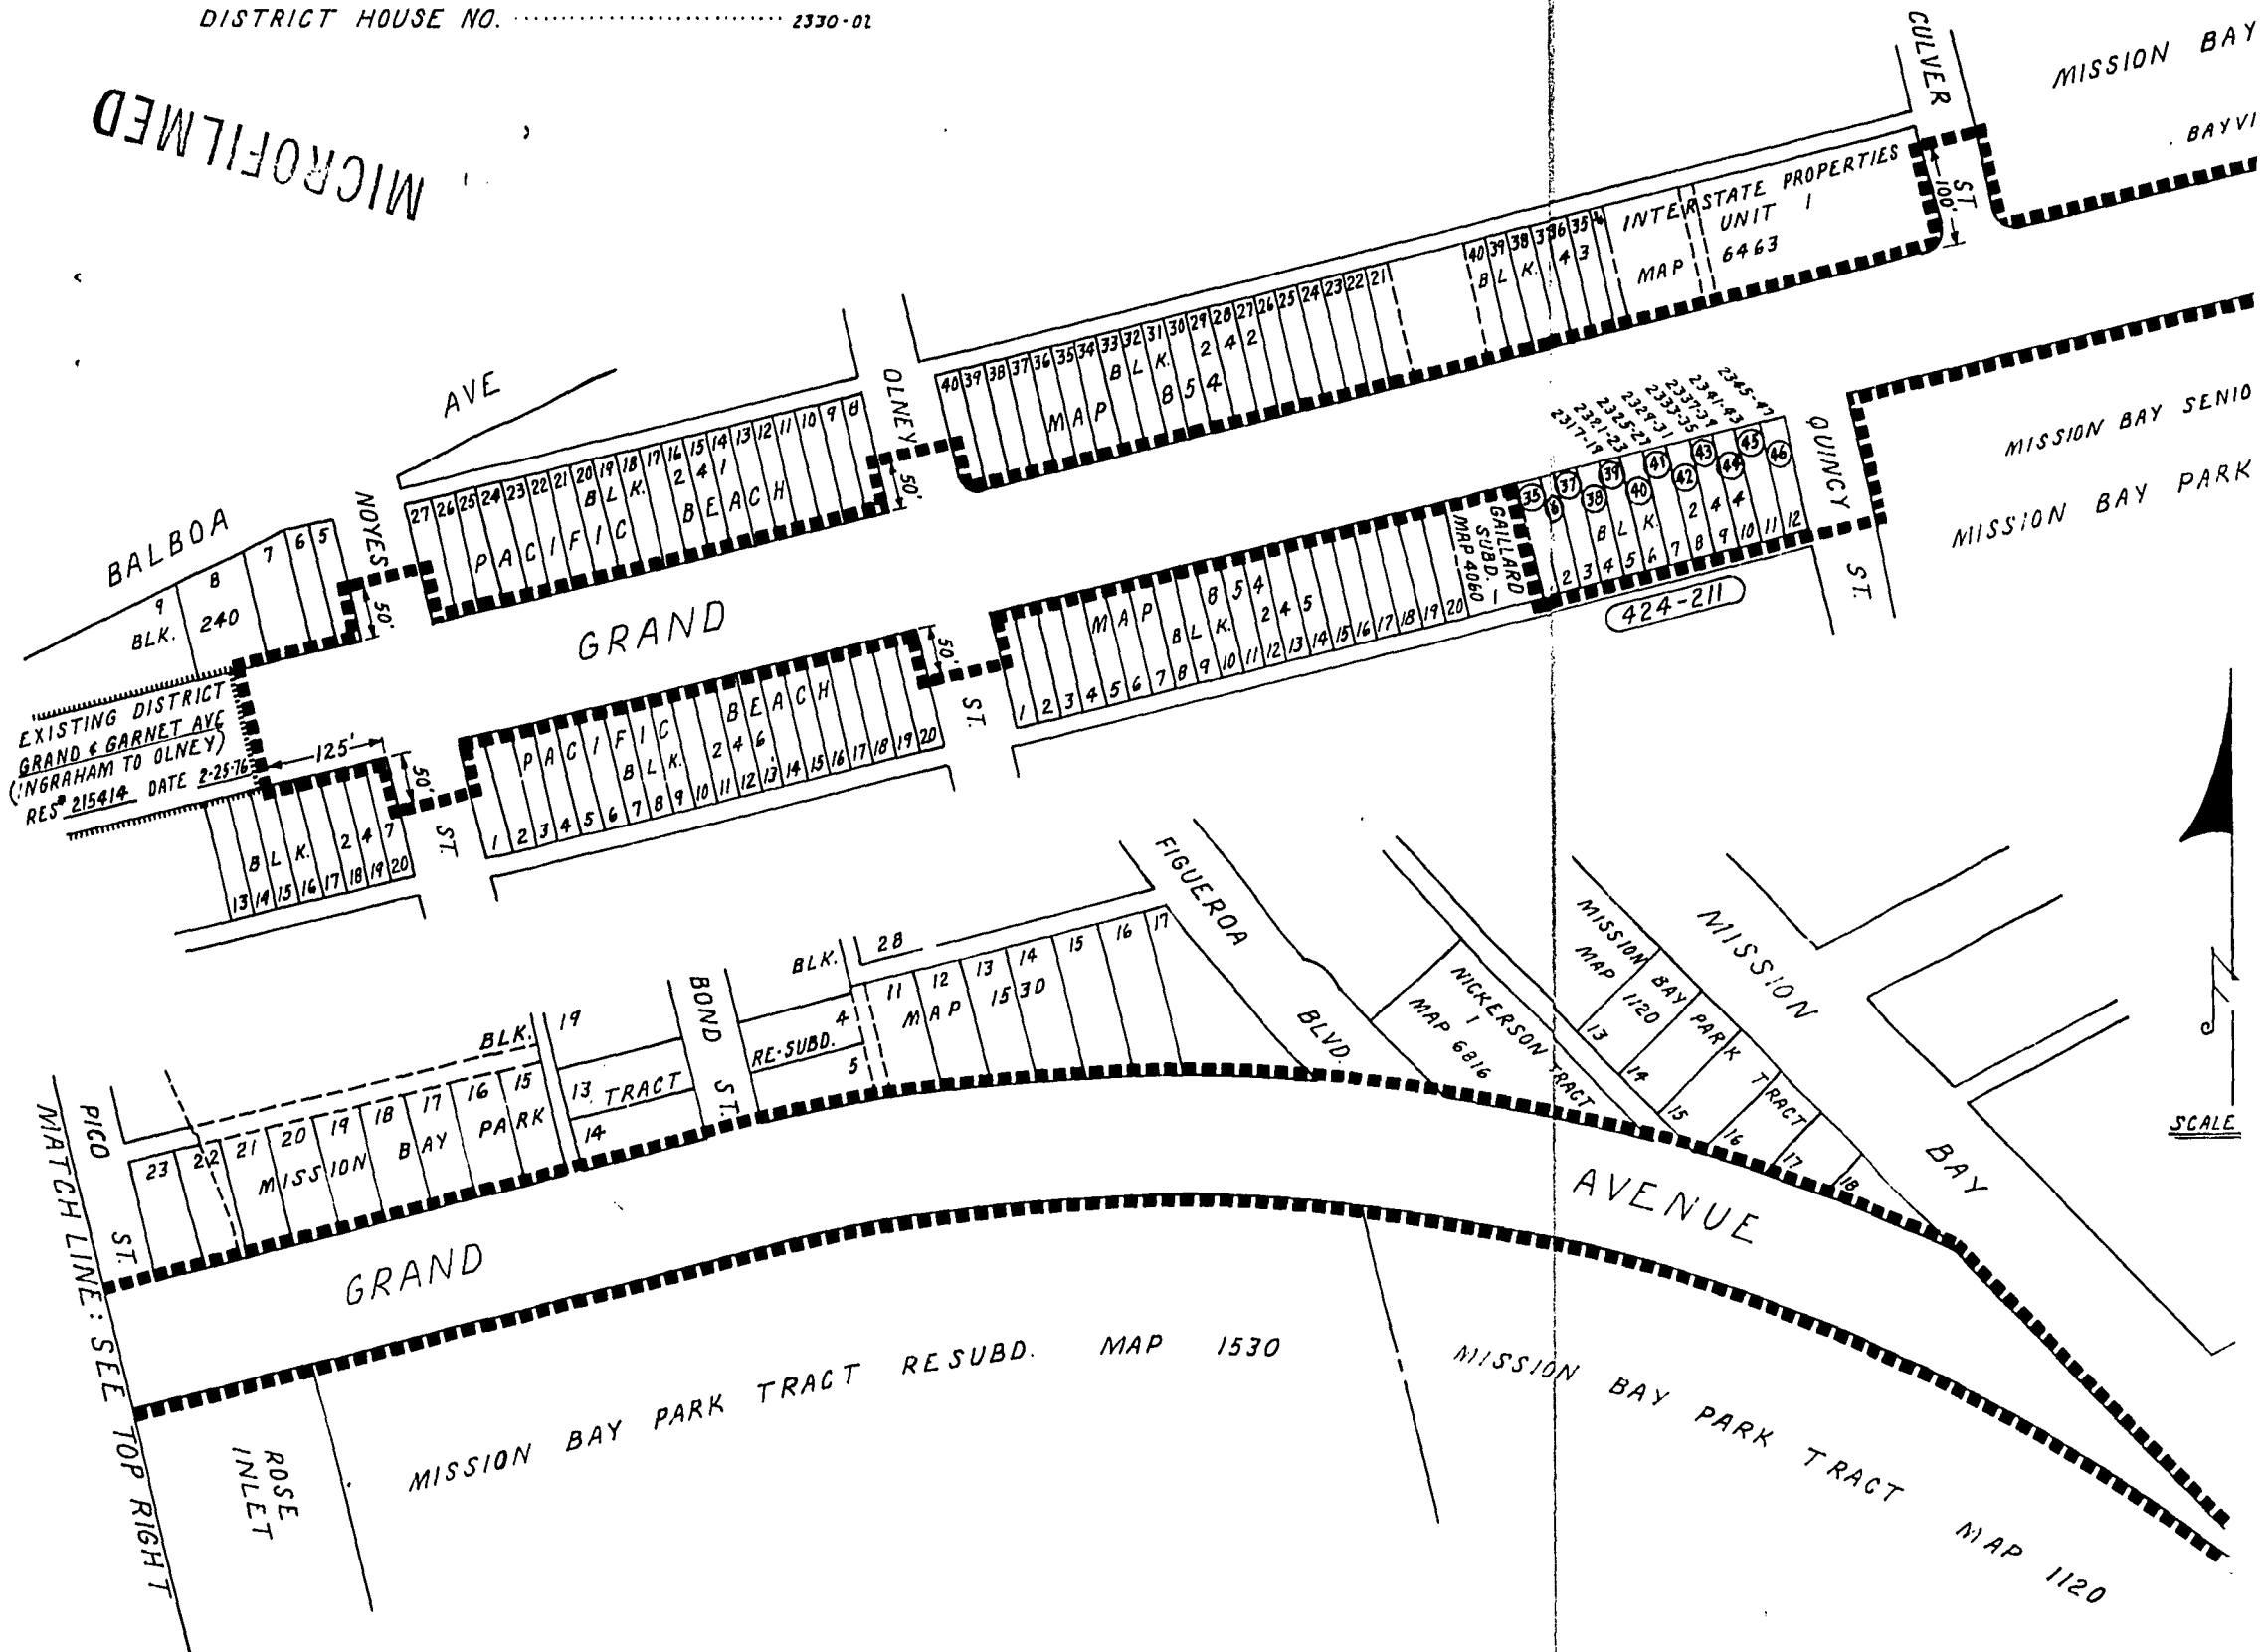 DISTRICT HOUSE NO. ............................ 2330-02
MICROFILMED
CULVER
ST
100'
MISSION BAY
BAYVI
INTERSTATE PROPERTIES
UNIT 1
MAP 6463
40 39 38 37 36 35
BLK. 43
40 39 38 37 36 35 34 33 32 31 30 29 28 27 26 25 24 23 22 21
BLK. 242
MAP 854
OLNEY
50'
AVE
BALBOA
NOYES
50'
27 26 25 24 23 22 21 20 19 18 17 16 15 14 13 12 11 10 9 8
BLK. 241
PACIFIC BEACH
9 8 7 6 5
BLK. 240
GRAND
2317-19
2321-23
2325-27
2329-31
2333-35
2337-39
2341-43
2345-47
QUINCY
ST.
MISSION BAY SENIO
MISSION BAY PARK
35 37 38 39 40 41 42 43 44 45 46
BLK. 244
2 3 4 5 6 7 8 9 10 11 12
424-211
GAILLARD
SUBD. 1
MAP 4060
MAP 854
BLK. 245
1 2 3 4 5 6 7 8 9 10 11 12 13 14 15 16 17 18 19 20
50'
ST.
EXISTING DISTRICT
GRAND & GARNET AVE
(INGRAHAM TO OLNEY)
RES# 215414 DATE 2-25-76
125'
50'
ST.
PACIFIC BEACH
BLK. 246
1 2 3 4 5 6 7 8 9 10 11 12 13 14 15 16 17 18 19 20
BLK. 247
13 14 15 16 17 18 19 20
FIGUEROA
BLVD.
MISSION
BAY
NICKERSON
1
MAP 6816
TRACT
MISSION BAY PARK TRACT
MAP 1120
13
14
15
16
17
18
SCALE
BLK. 28
11 12 13 14 15 16 17
MAP 1530
BOND
ST.
4
RE-SUBD.
5
BLK. 19
13 TRACT
14
23 22 21 20 19 18 17 16 15
MISSION BAY PARK
PICO
ST.
MATCH LINE: SEE TOP RIGHT
GRAND
AVENUE
ROSE
INLET
MISSION BAY PARK TRACT RESUBD. MAP 1530
MISSION BAY PARK TRACT MAP 1120